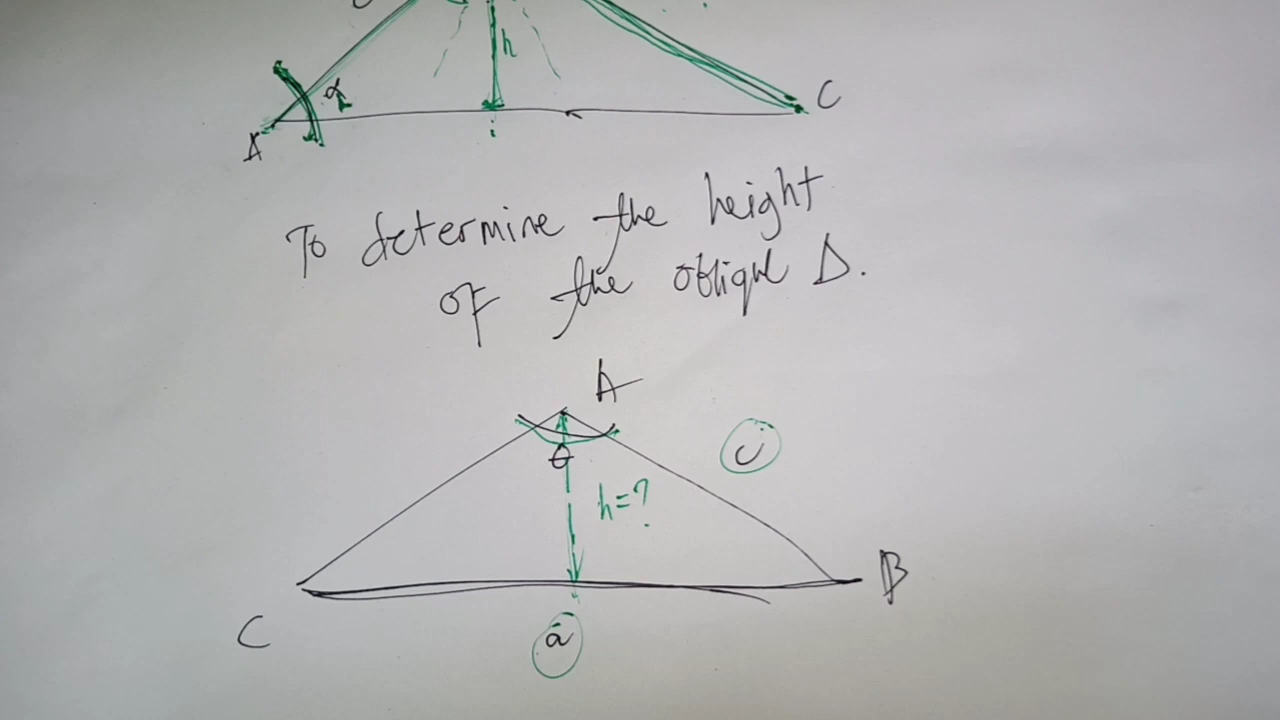 h
α
C
A
To determine the height
of the oblique Δ.
A
c
θ
h=?
B
C
a